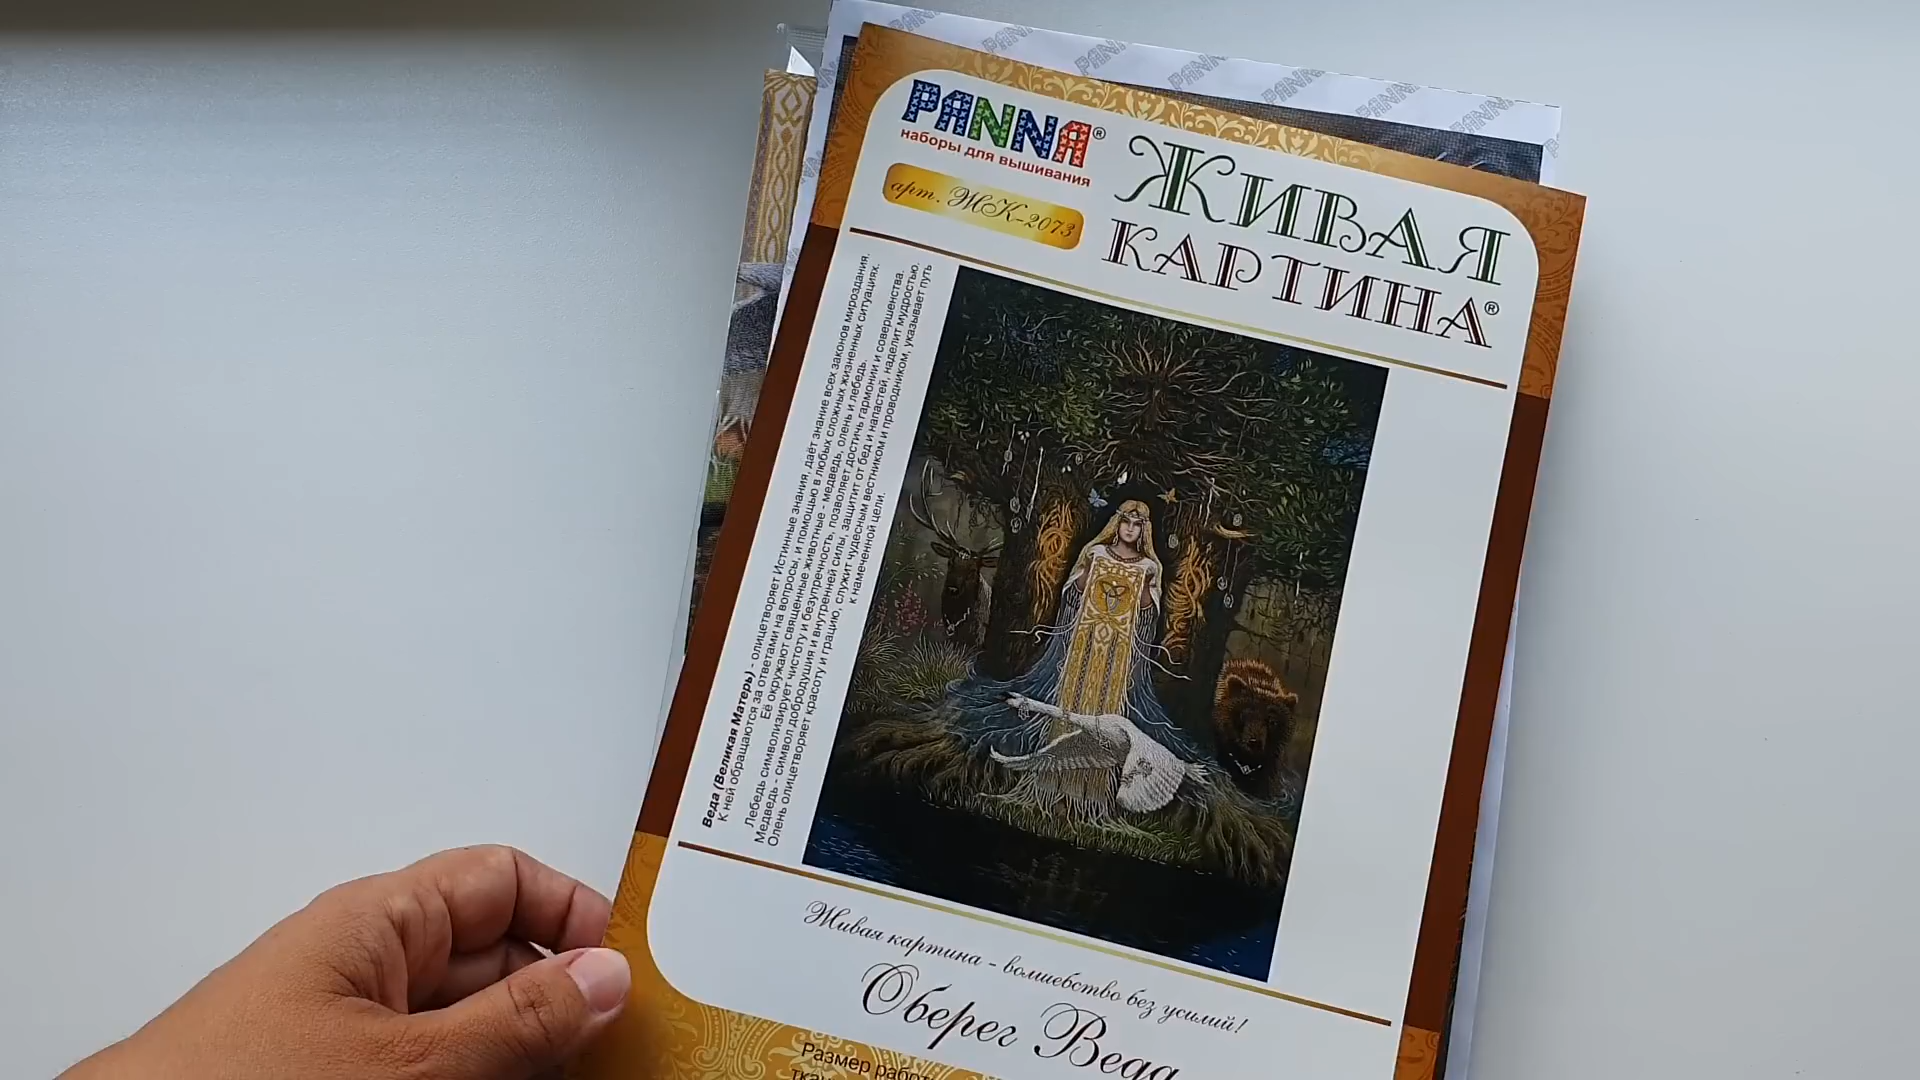 PANNA®
наборы для вышивания
арт. ЖК-2073
ЖИВАЯ
КАРТИНА®
Веда (Великая Матерь) - олицетворяет Истинные знания, даёт знание всех законов мироздания.
К ней обращаются за ответами на вопросы, и помощью в любых сложных жизненных ситуациях.
Её окружают священные животные - медведь, олень и лебедь.
Лебедь символизирует чистоту и безупречность, позволяет достичь гармонии и совершенства.
Медведь - символ добродушия и внутренней силы, защитит от бед и напастей, наделит мудростью.
Олень олицетворяет красоту и грацию, служит чудесным вестником и проводником, указывает путь
к намеченной цели.
Живая картина - волшебство без усилий!
Оберег Веда
Размер работ
ткан